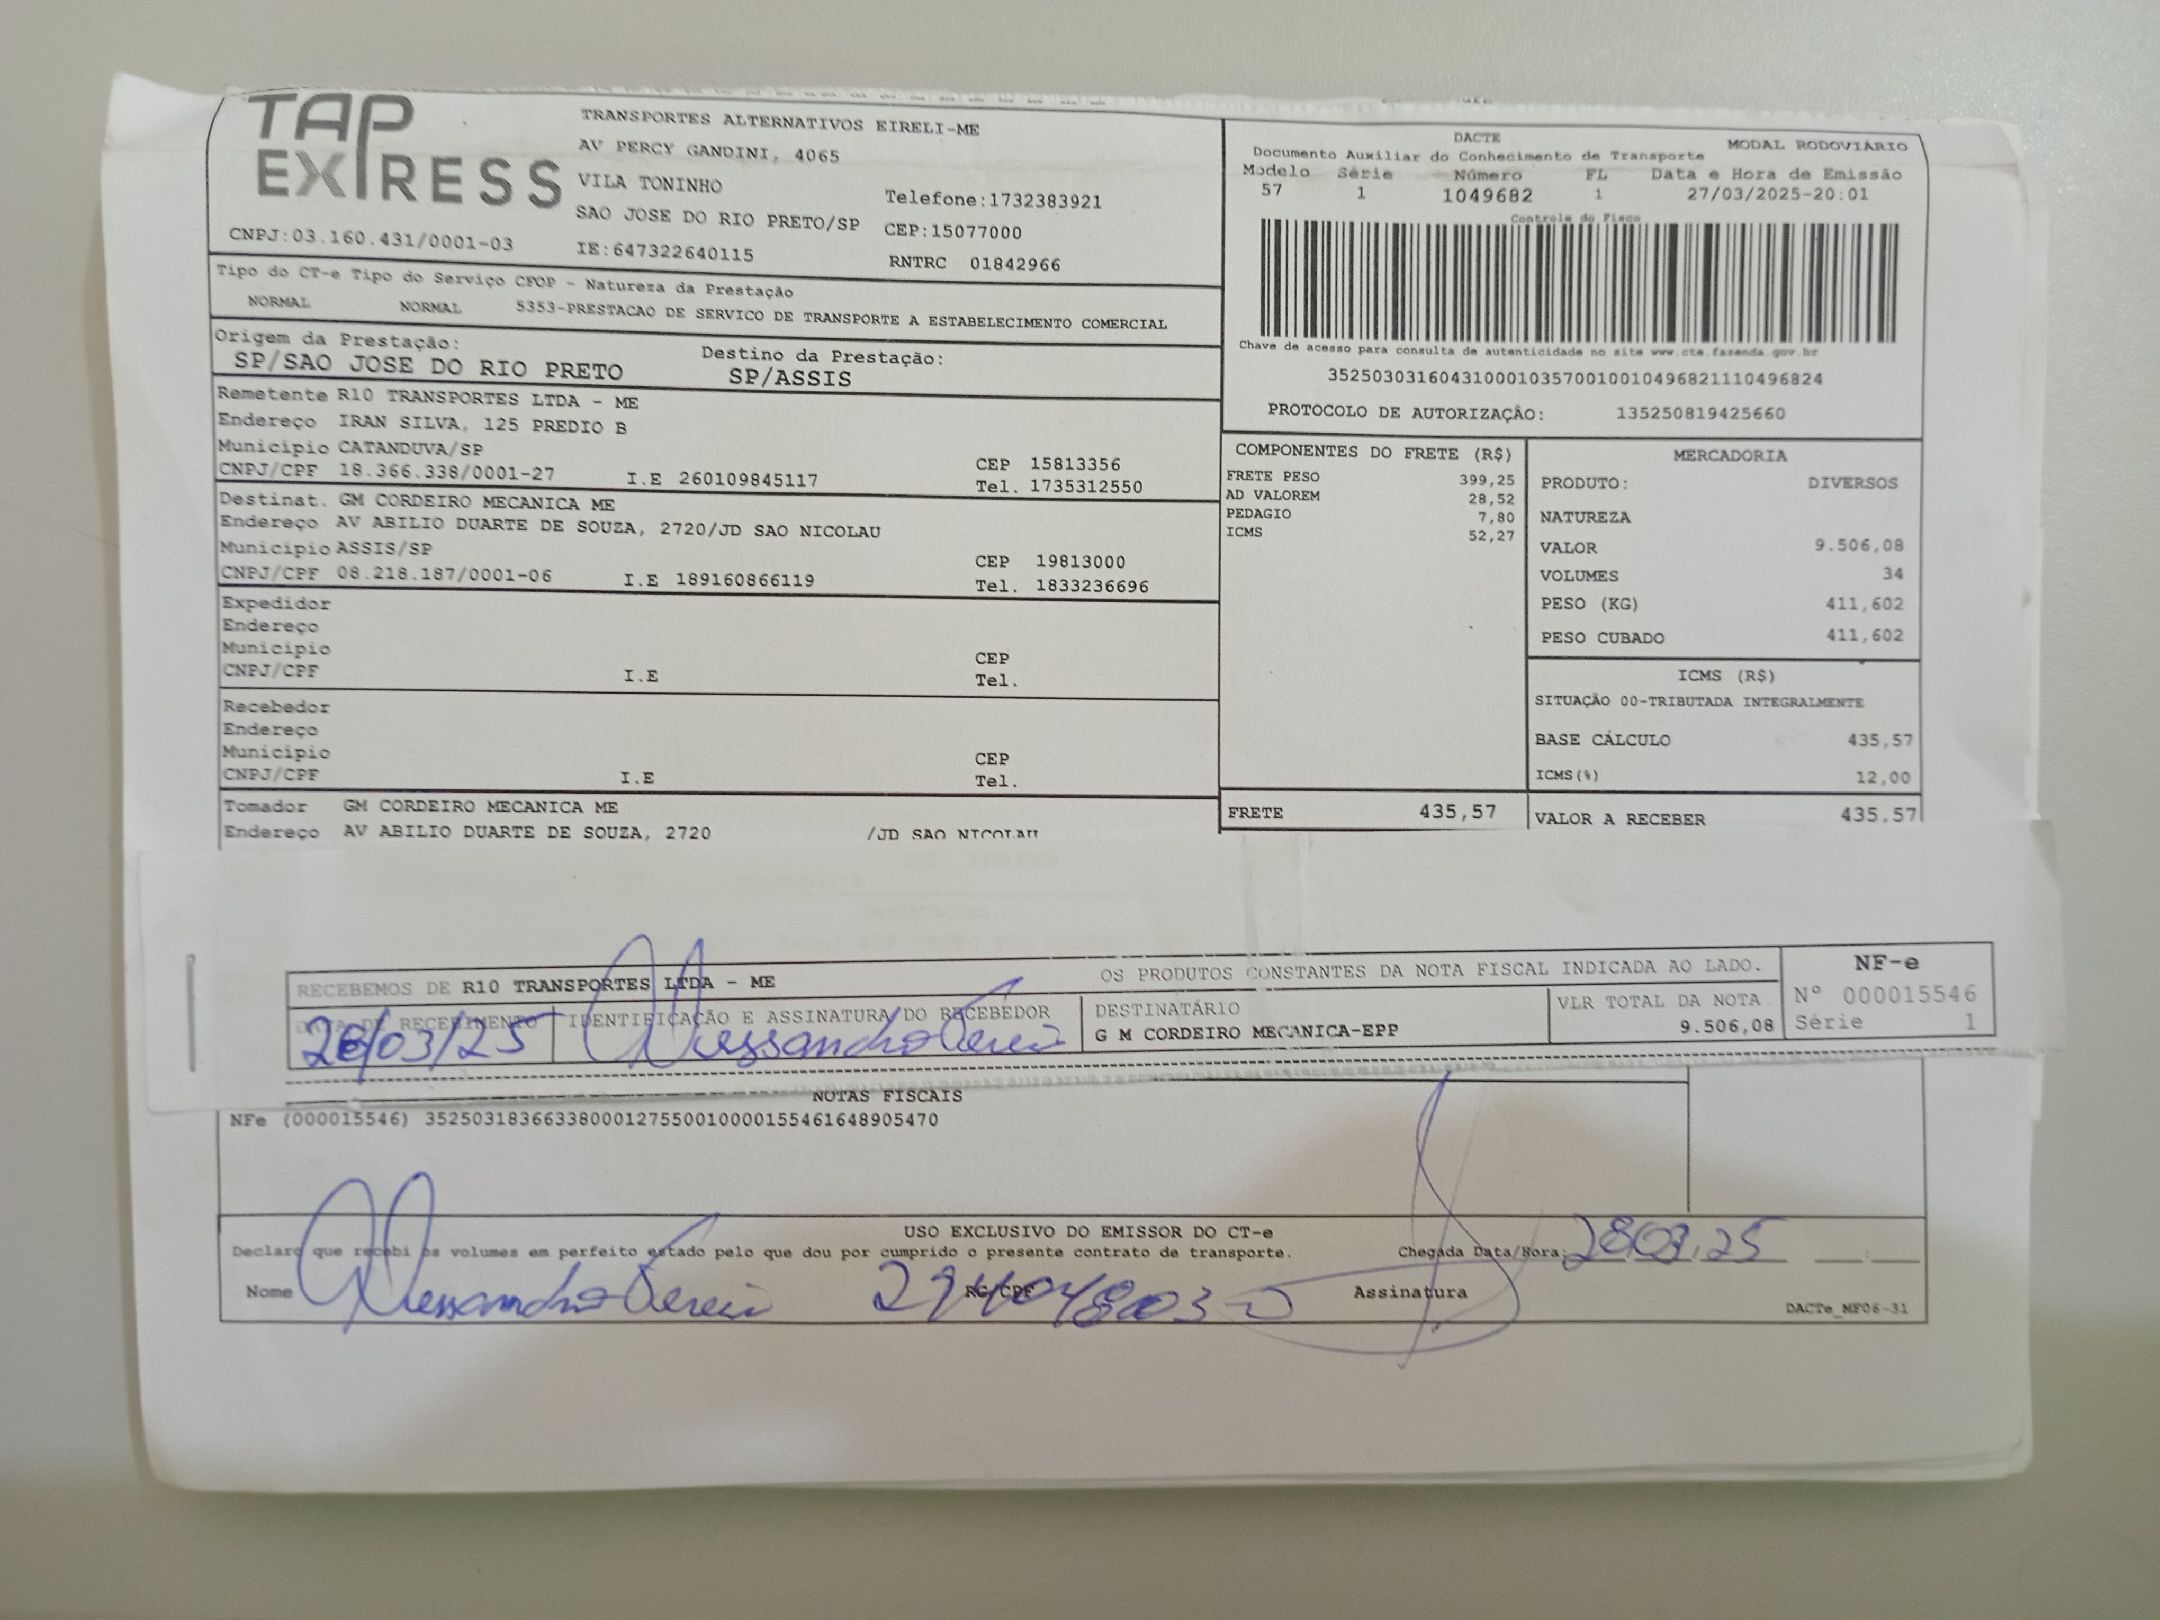 TAP EXPRESS
TRANSPORTES ALTERNATIVOS EIRELI-ME
AV PERCY GANDINI, 4065
VILA TONINHO
SAO JOSE DO RIO PRETO/SP
Telefone:1732383921
CEP:15077000
CNPJ:03.160.431/0001-03
IE:647322640115
RNTRC 01842966
DACTE MODAL RODOVIÁRIO
Documento Auxiliar do Conhecimento de Transporte
Modelo Série Número FL Data e Hora de Emissão
57 1 1049682 1 27/03/2025-20:01
Controle do Fisco
Chave de acesso para consulta de autenticidade no site www.cte.fazenda.gov.br
35250303160431000103570010010496821110496824
PROTOCOLO DE AUTORIZAÇÃO: 135250819425660
Tipo do CT-e Tipo do Serviço CFOP - Natureza da Prestação
NORMAL NORMAL 5353-PRESTACAO DE SERVICO DE TRANSPORTE A ESTABELECIMENTO COMERCIAL
Origem da Prestação: Destino da Prestação:
SP/SAO JOSE DO RIO PRETO SP/ASSIS
Remetente R10 TRANSPORTES LTDA - ME
Endereço IRAN SILVA, 125 PREDIO B
Município CATANDUVA/SP CEP 15813356
CNPJ/CPF 18.366.338/0001-27 I.E 260109845117 Tel. 1735312550
Destinat. GM CORDEIRO MECANICA ME
Endereço AV ABILIO DUARTE DE SOUZA, 2720/JD SAO NICOLAU
Município ASSIS/SP CEP 19813000
CNPJ/CPF 08.218.187/0001-06 I.E 189160866119 Tel. 1833236696
Expedidor
Endereço
Município CEP
CNPJ/CPF I.E Tel.
Recebedor
Endereço
Município CEP
CNPJ/CPF I.E Tel.
Tomador GM CORDEIRO MECANICA ME
Endereço AV ABILIO DUARTE DE SOUZA, 2720 /JD SAO NICOLAU
COMPONENTES DO FRETE (R$)
FRETE PESO 399,25
AD VALOREM 28,52
PEDAGIO 7,80
ICMS 52,27
FRETE 435,57
MERCADORIA
PRODUTO: DIVERSOS
NATUREZA
VALOR 9.506,08
VOLUMES 34
PESO (KG) 411,602
PESO CUBADO 411,602
ICMS (R$)
SITUAÇÃO 00-TRIBUTADA INTEGRALMENTE
BASE CÁLCULO 435,57
ICMS(%) 12,00
VALOR A RECEBER 435,57
RECEBEMOS DE R10 TRANSPORTES LTDA - ME OS PRODUTOS CONSTANTES DA NOTA FISCAL INDICADA AO LADO.
DATA DE RECEBIMENTO IDENTIFICAÇÃO E ASSINATURA DO RECEBEDOR
28/03/25 Alessandro
DESTINATÁRIO
G M CORDEIRO MECANICA-EPP
VLR TOTAL DA NOTA
9.506,08
NF-e
Nº 000015546
Série 1
NOTAS FISCAIS
NFe (000015546) 35250318366338000127550010000155461648905470
USO EXCLUSIVO DO EMISSOR DO CT-e
Declaro que recebi os volumes em perfeito estado pelo que dou por cumprido o presente contrato de transporte. Chegada Data/Hora: 28.03.25
Nome Alessandro RG/CPF Assinatura
DACTe_MF06-31